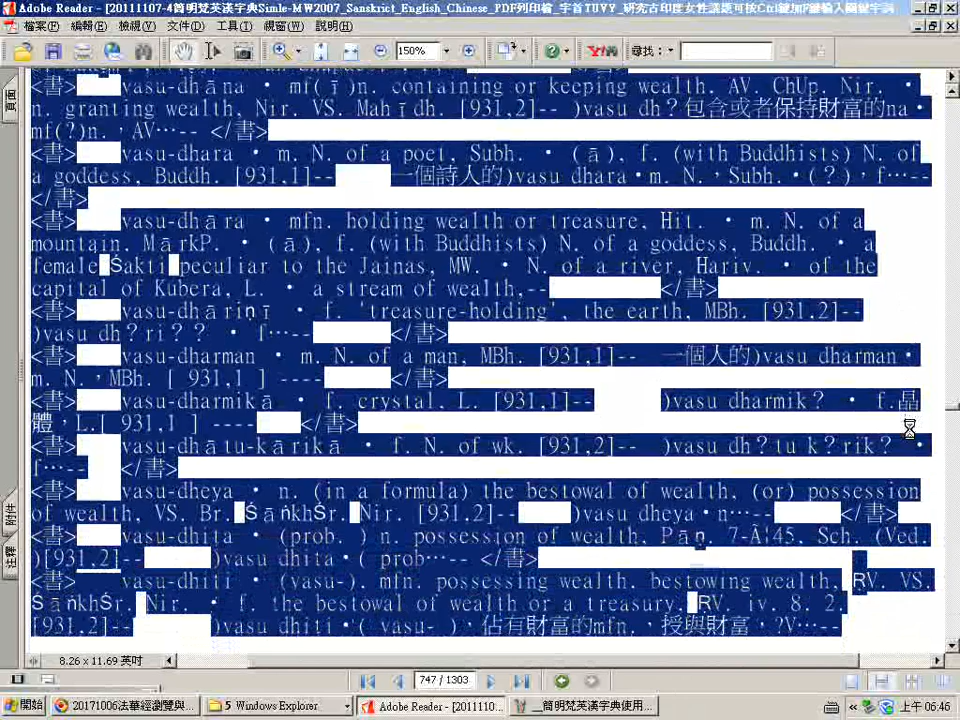 Adobe Reader - [20111107-4簡明梵英漢字典Simle-MW2007_Sanskrict_English_Chinese_PDF列印檔_字首TUVY_研究古印度女性議題可按Ctrl鍵加F鍵輸入關鍵字詞
檔案(F) 編輯(E) 檢視(V) 文件(D) 工具(T) 視窗(W) 說明(H)
150% Y! 尋找:
頁面
<書> vasu-dhāna ・ mf(ī)n. containing or keeping wealth. AV. ChUp. Nir. ・
n. granting wealth, Nir. VS. Mahīdh. [931,2]-- )vasu dh？包含或者保持財富的na・
mf(?)n.，AV…-- </書>
<書> vasu-dhara ・ m. N. of a poet, Subh. ・ (ā), f. (with Buddhists) N. of
a goddess, Buddh. [931,1]-- 一個詩人的)vasu dhara・m. N.，Subh.・(？), f…--
</書>
<書> vasu-dhāra ・ mfn. holding wealth or treasure, Hit. ・ m. N. of a
mountain, MārkP. ・ (ā), f. (with Buddhists) N. of a goddess, Buddh. ・ a
female Śakti peculiar to the Jainas, MW. ・ N. of a river, Hariv. ・ of the
capital of Kubera, L. ・ a stream of wealth,-- </書>
<書> vasu-dhāriṇī ・ f. 'treasure-holding', the earth, MBh. [931,2]--
)vasu dh？ri？？ ・ f…-- </書>
<書> vasu-dharman ・ m. N. of a man, MBh. [931,1]-- 一個人的)vasu dharman・
m. N.，MBh. [ 931,1 ] ---- </書>
<書> vasu-dharmikā ・ f. crystal, L. [931,1]-- )vasu dharmik？ ・ f.晶
體，L.[ 931,1 ] ---- </書>
<書> vasu-dhātu-kārikā ・ f. N. of wk. [931,2]-- )vasu dh？tu k？rik？ ・
f…-- </書>
<書> vasu-dheya ・ n. (in a formula) the bestowal of wealth, (or) possession
of wealth, VS. Br. ŚāṅkhŚr. Nir. [931,2]-- )vasu dheya・n…-- </書>
<書> vasu-dhita ・ (prob. ) n. possession of wealth, Pāṇ. 7-Ã¦45, Sch. (Ved.
)[931,2]-- )vasu dhita・( prob… -- </書>
<書> vasu-dhiti ・ (vasu-). mfn. possessing wealth. bestowing wealth, RV. VS.
ŚāṅkhŚr. Nir. ・ f. the bestowal of wealth or a treasury. RV. iv. 8. 2.
[931,2]-- )vasu dhiti・( vasu- )，佔有財富的mfn.，授與財富，?V…--
附件
註釋
8.26 x 11.69 英吋
747 / 1303
開始 20171006法華經瀏覽與... 5 Windows Explorer Adobe Reader - [2011110... __簡明梵英漢字典使用... 上午 06:46